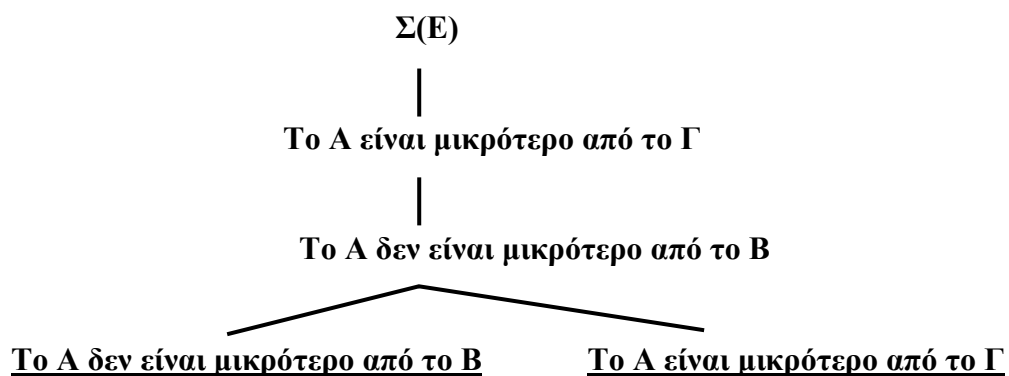 Σ(Ε)
Το Α είναι μικρότερο από το Γ
Το Α δεν είναι μικρότερο από το Β
Το Α δεν είναι μικρότερο από το Β Το Α είναι μικρότερο από το Γ